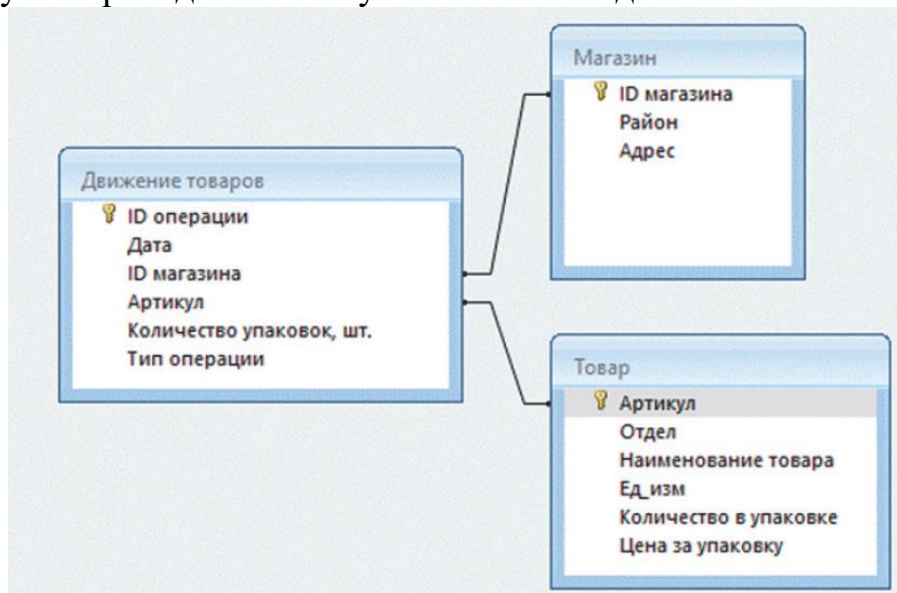 Движение товаров
ID операции
Дата
ID магазина
Артикул
Количество упаковок, шт.
Тип операции
Магазин
ID магазина
Район
Адрес
Товар
Артикул
Отдел
Наименование товара
Ед_изм
Количество в упаковке
Цена за упаковку